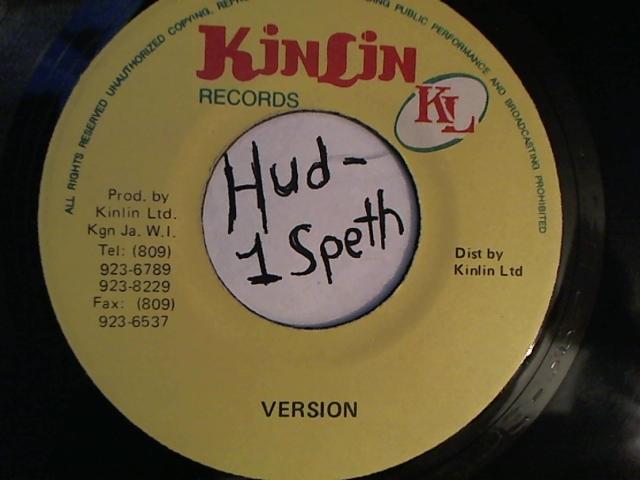 ALL RIGHTS RESERVED UNAUTHORIZED COPYING, PUBLIC PERFORMANCE AND BROADCASTING PROHIBITED
KINLIN
RECORDS
KL
Hud-
1 Speth
Prod. by
Kinlin Ltd.
Kgn Ja. W.I.
Tel: (809)
923-6789
923-8229
Fax: (809)
923-6537
Dist by
Kinlin Ltd
VERSION